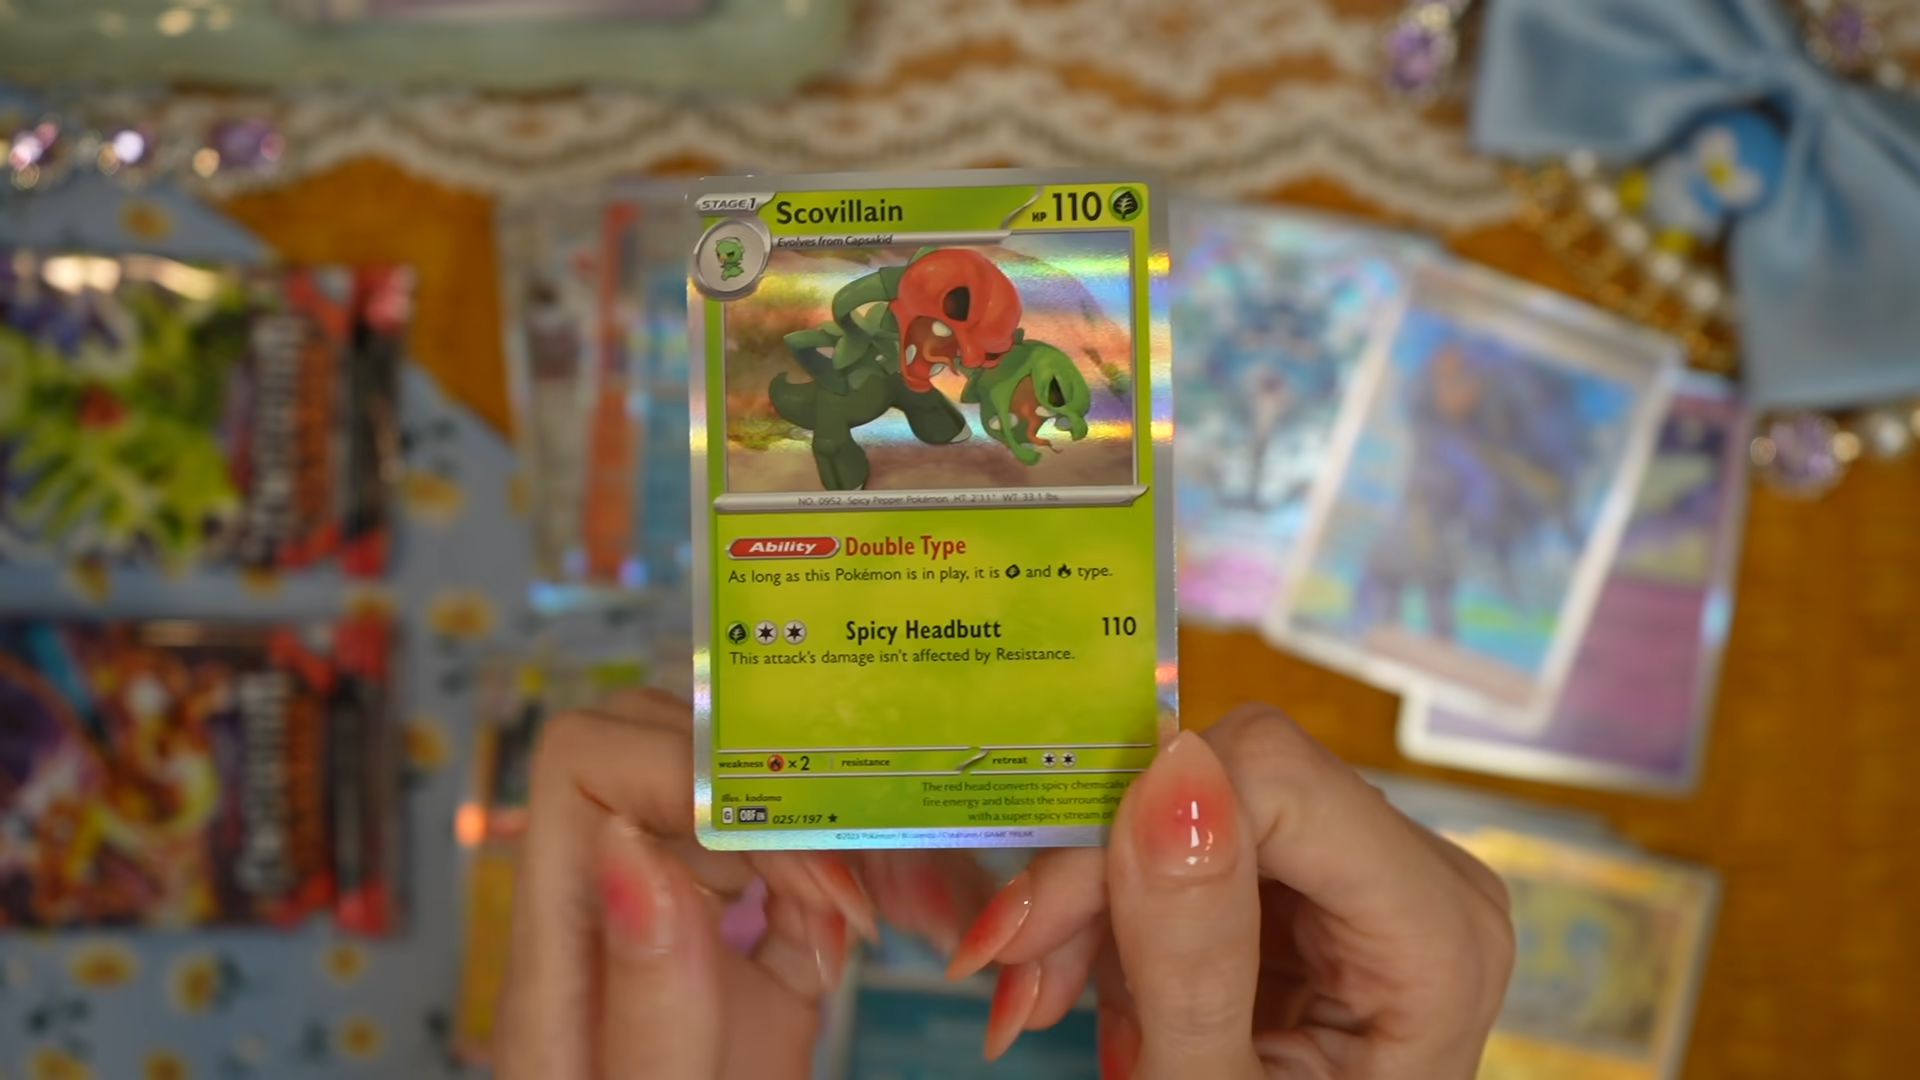 STAGE 1
Scovillain
HP 110
Evolves from Capsakid
NO. 0952 Spicy Pepper Pokémon HT: 2'11" WT: 33.1 lbs.
Ability Double Type
As long as this Pokémon is in play, it is and type.
Spicy Headbutt 110
This attack's damage isn't affected by Resistance.
weakness ×2 resistance retreat
Illus. kodama
The red head converts spicy chemicals
fire energy and blasts the surrounding
with a super spicy stream of
G OBF EN 025/197 ★
©2023 Pokémon / Nintendo / Creatures / GAME FREAK